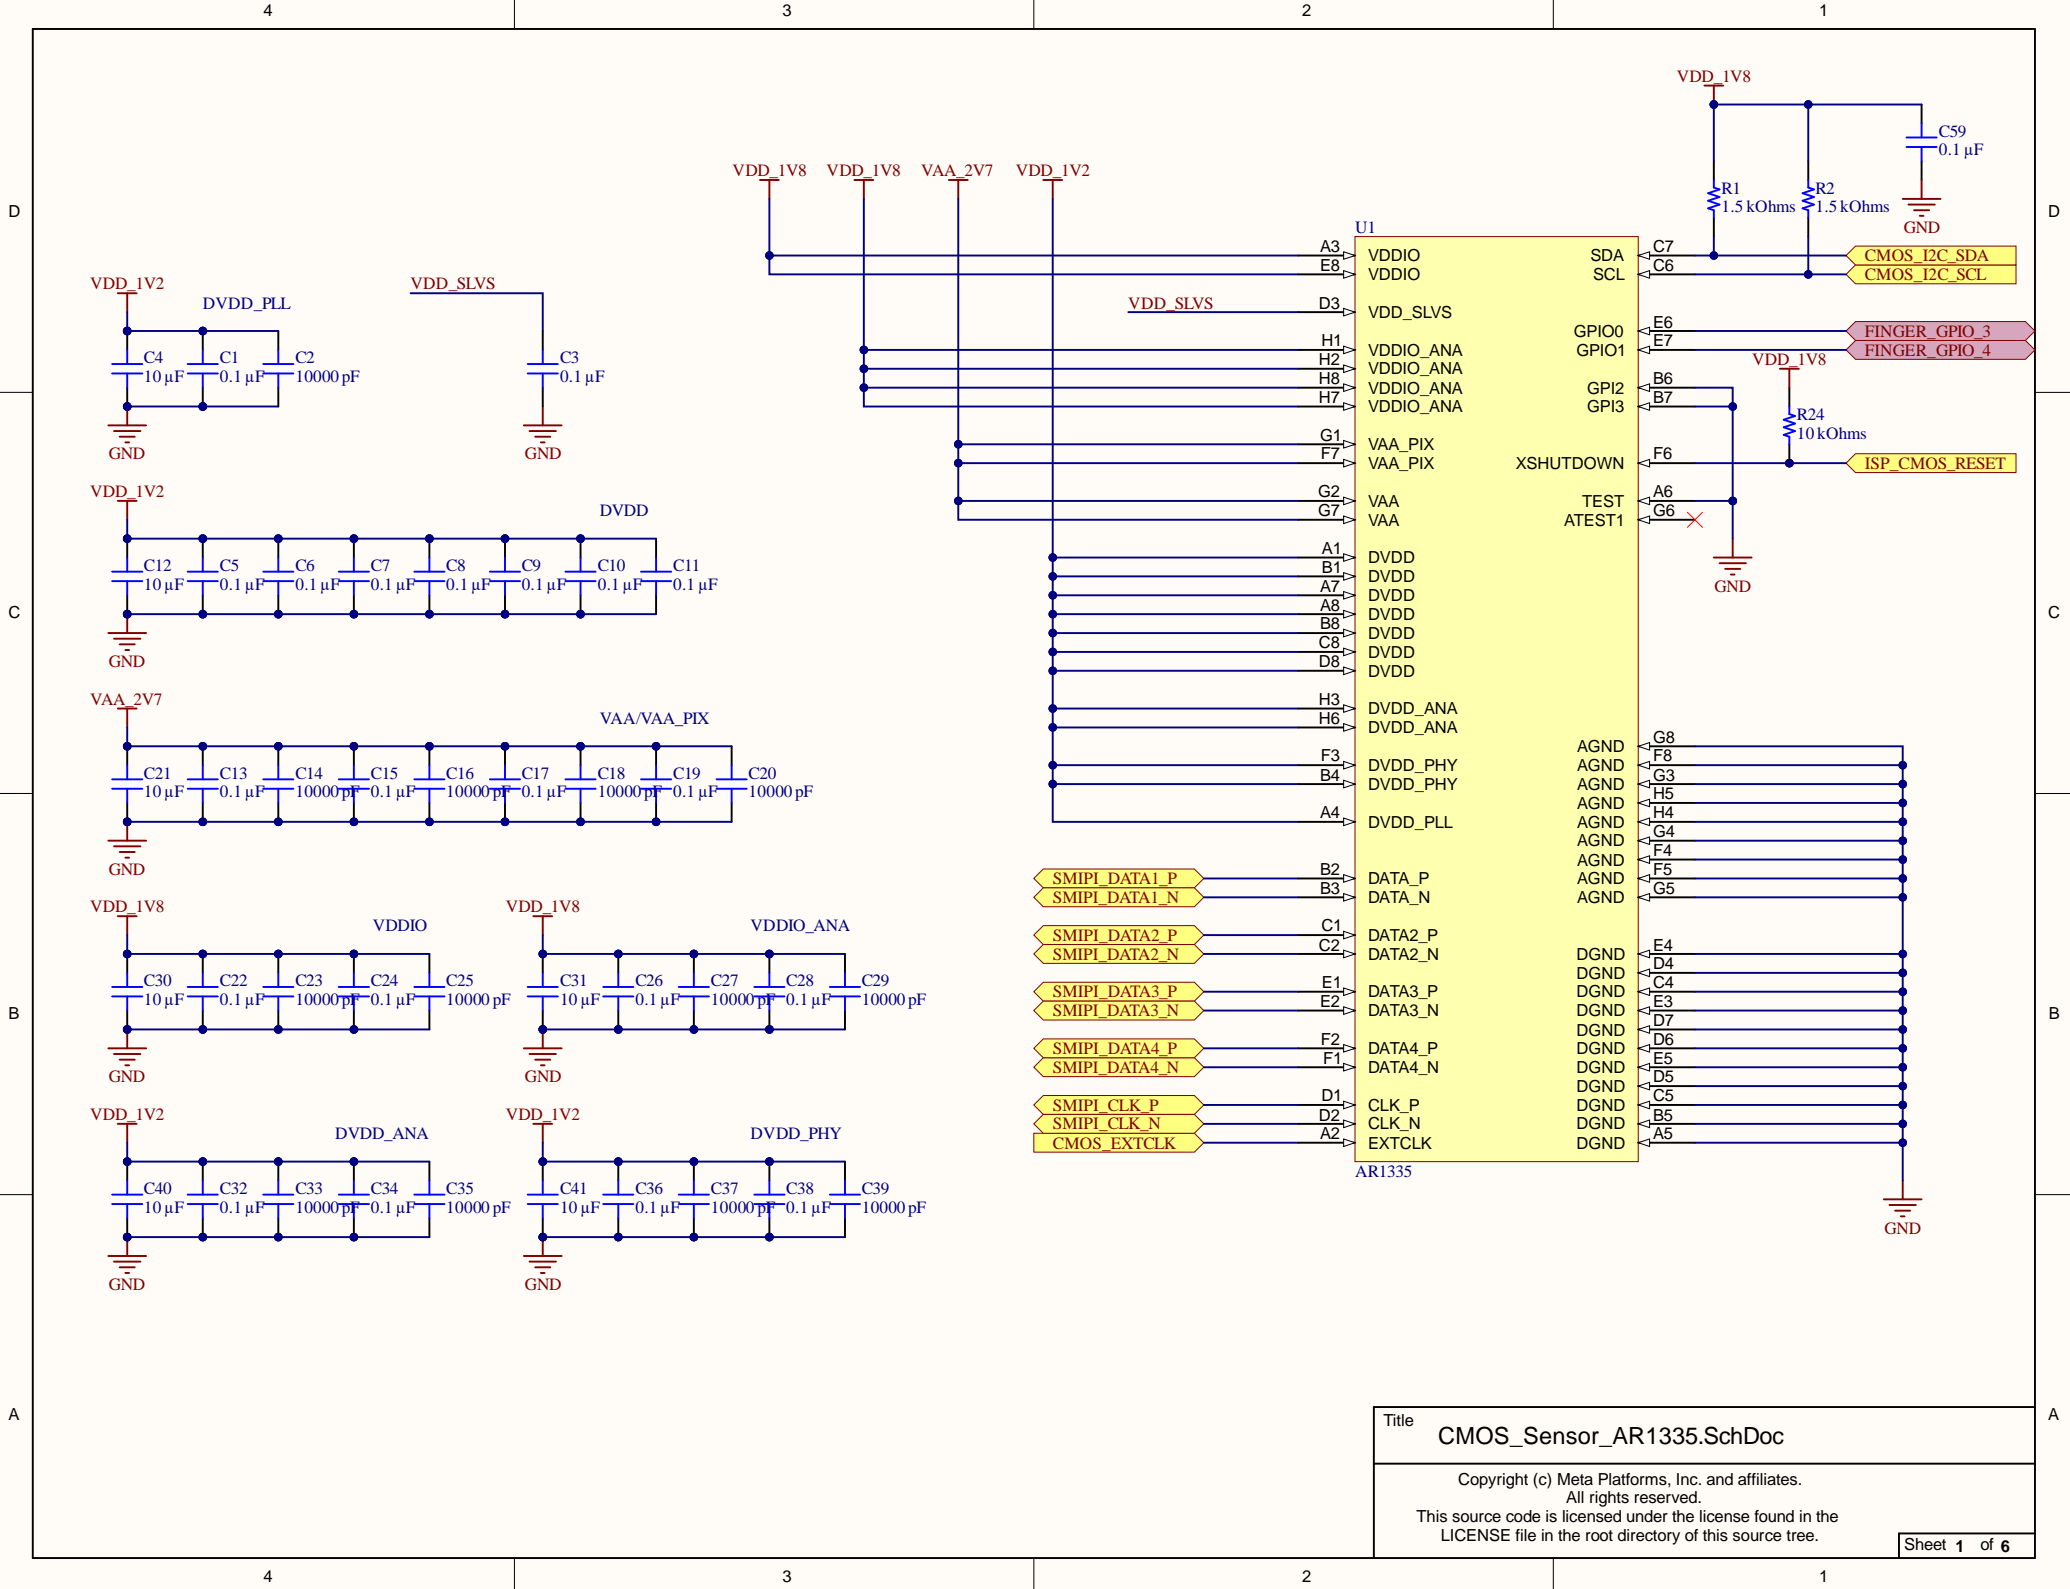 4 3 2 1
D D
C C
B B
A A
VDD_1V2
DVDD_PLL
C4 C1 C2
10 µF 0.1 µF 10000 pF
GND
VDD_SLVS
C3
0.1 µF
GND
VDD_1V2
DVDD
C12 C5 C6 C7 C8 C9 C10 C11
10 µF 0.1 µF 0.1 µF 0.1 µF 0.1 µF 0.1 µF 0.1 µF 0.1 µF
GND
VAA_2V7
VAA/VAA_PIX
C21 C13 C14 C15 C16 C17 C18 C19 C20
10 µF 0.1 µF 10000 pF 0.1 µF 10000 pF 0.1 µF 10000 pF 0.1 µF 10000 pF
GND
VDD_1V8
VDDIO
C30 C22 C23 C24 C25
10 µF 0.1 µF 10000 pF 0.1 µF 10000 pF
GND
VDD_1V8
VDDIO_ANA
C31 C26 C27 C28 C29
10 µF 0.1 µF 10000 pF 0.1 µF 10000 pF
GND
VDD_1V2
DVDD_ANA
C40 C32 C33 C34 C35
10 µF 0.1 µF 10000 pF 0.1 µF 10000 pF
GND
VDD_1V2
DVDD_PHY
C41 C36 C37 C38 C39
10 µF 0.1 µF 10000 pF 0.1 µF 10000 pF
GND
VDD_1V8 VDD_1V8 VAA_2V7 VDD_1V2
U1
A3 VDDIO
E8 VDDIO
VDD_SLVS D3 VDD_SLVS
H1 VDDIO_ANA
H2 VDDIO_ANA
H8 VDDIO_ANA
H7 VDDIO_ANA
G1 VAA_PIX
F7 VAA_PIX
G2 VAA
G7 VAA
A1 DVDD
B1 DVDD
A7 DVDD
A8 DVDD
B8 DVDD
C8 DVDD
D8 DVDD
H3 DVDD_ANA
H6 DVDD_ANA
F3 DVDD_PHY
B4 DVDD_PHY
A4 DVDD_PLL
SMIPI_DATA1_P B2 DATA_P
SMIPI_DATA1_N B3 DATA_N
SMIPI_DATA2_P C1 DATA2_P
SMIPI_DATA2_N C2 DATA2_N
SMIPI_DATA3_P E1 DATA3_P
SMIPI_DATA3_N E2 DATA3_N
SMIPI_DATA4_P F2 DATA4_P
SMIPI_DATA4_N F1 DATA4_N
SMIPI_CLK_P D1 CLK_P
SMIPI_CLK_N D2 CLK_N
CMOS_EXTCLK A2 EXTCLK
AR1335
VDD_1V8
C59
0.1 µF
GND
R1 R2
1.5 kOhms 1.5 kOhms
SDA C7 CMOS_I2C_SDA
SCL C6 CMOS_I2C_SCL
GPIO0 E6 FINGER_GPIO_3
GPIO1 E7 FINGER_GPIO_4
VDD_1V8
GPI2 B6
GPI3 B7
R24
10 kOhms
XSHUTDOWN F6 ISP_CMOS_RESET
TEST A6
ATEST1 G6
GND
AGND G8
AGND F8
AGND G3
AGND H5
AGND H4
AGND G4
AGND F4
AGND F5
AGND G5
DGND E4
DGND D4
DGND C4
DGND E3
DGND D7
DGND D6
DGND E5
DGND D5
DGND C5
DGND B5
DGND A5
GND
Title
CMOS_Sensor_AR1335.SchDoc
Copyright (c) Meta Platforms, Inc. and affiliates.
All rights reserved.
This source code is licensed under the license found in the
LICENSE file in the root directory of this source tree.
Sheet 1 of 6
4 3 2 1